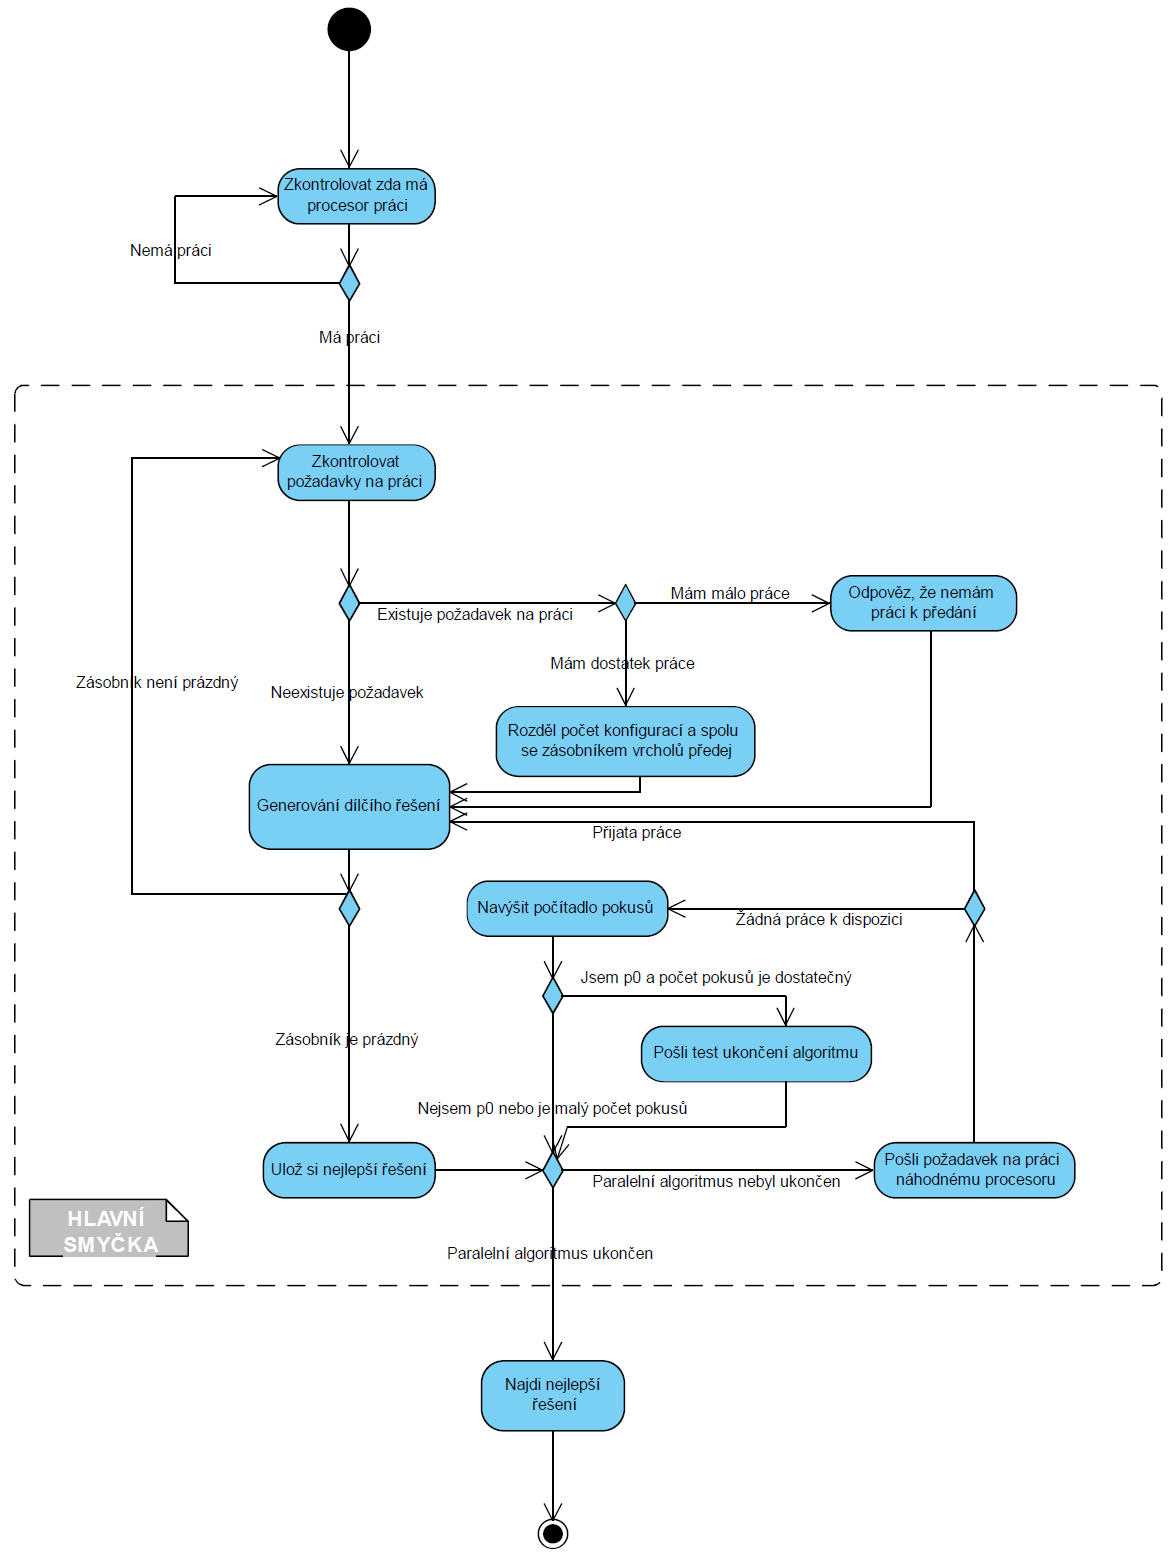 Zkontrolovat zda má
procesor práci
Nemá práci
Má práci
Zkontrolovat
požadavky na práci
Existuje požadavek na práci
Mám málo práce
Odpověz, že nemám
práci k předání
Mám dostatek práce
Zásobník není prázdný
Neexistuje požadavek
Rozděl počet konfigurací a spolu
se zásobníkem vrcholů předej
Generování dílčího řešení
Přijata práce
Navýšit počítadlo pokusů
Žádná práce k dispozici
Jsem p0 a počet pokusů je dostatečný
Zásobník je prázdný
Pošli test ukončení algoritmu
Nejsem p0 nebo je malý počet pokusů
Ulož si nejlepší řešení
Paralelní algoritmus nebyl ukončen
Pošli požadavek na práci
náhodnému procesoru
HLAVNÍ
SMYČKA
Paralelní algoritmus ukončen
Najdi nejlepší
řešení